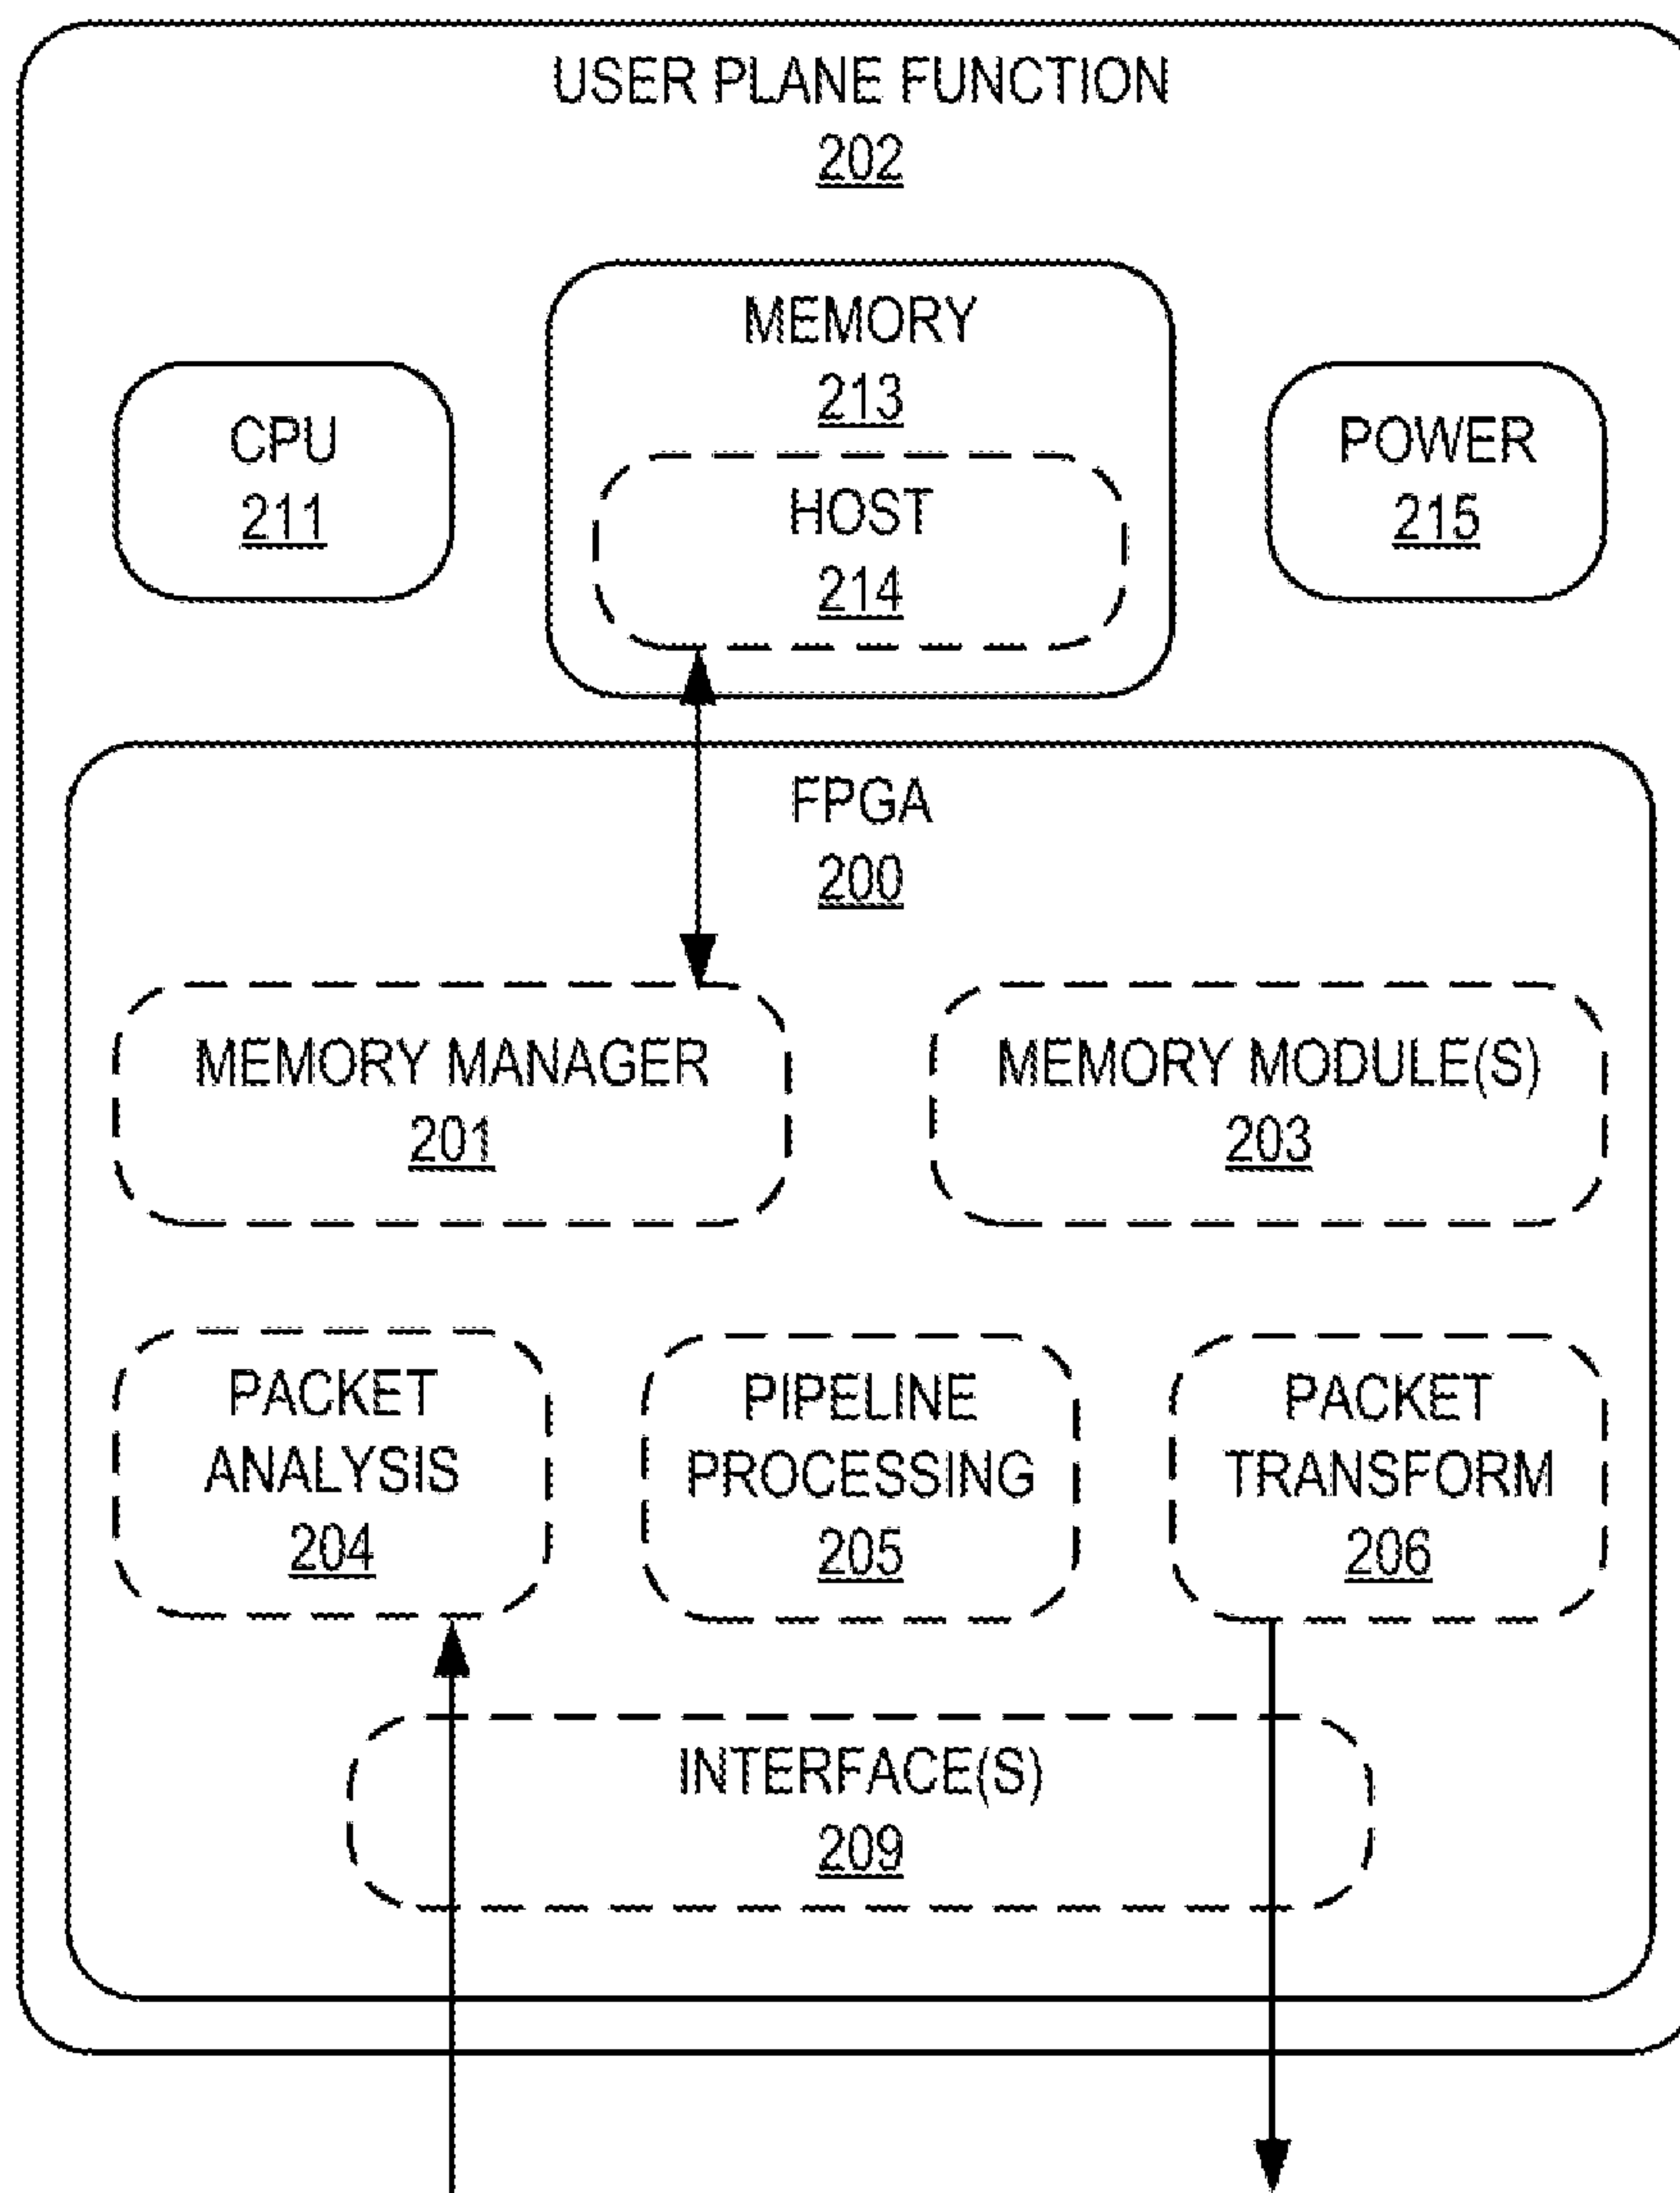 USER PLANE FUNCTION
202
MEMORY
213
CPU
211
HOST
214
POWER
215
FPGA
200
MEMORY MANAGER
201
MEMORY MODULE(S)
203
PACKET
ANALYSIS
204
PIPELINE
PROCESSING
205
PACKET
TRANSFORM
206
INTERFACE(S)
209